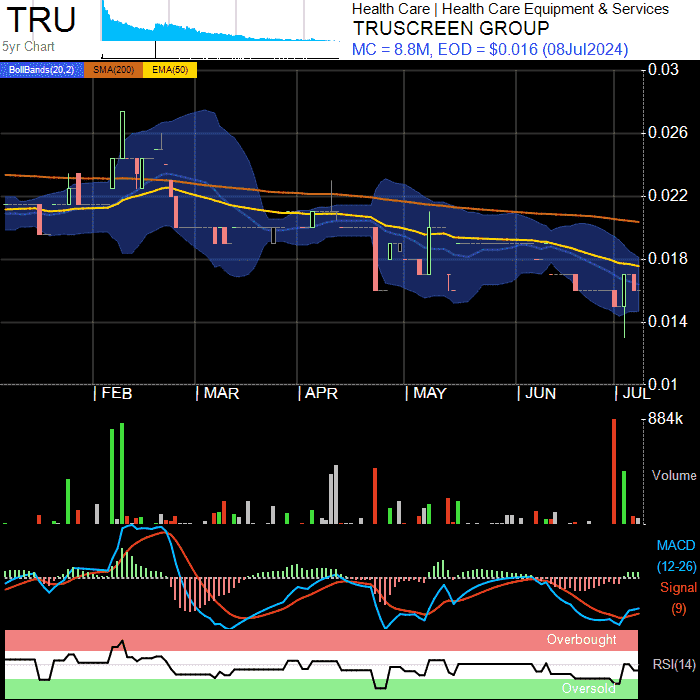 TRU
5yr Chart
Health Care | Health Care Equipment & Services
TRUSCREEN GROUP
MC = 8.8M, EOD = $0.016 (08Jul2024)
BollBands(20,2) SMA(200) EMA(50)
0.03
0.026
0.022
0.018
0.014
0.01
FEB MAR APR MAY JUN JUL
884k
Volume
MACD
(12-26)
Signal
(9)
Overbought
RSI(14)
Oversold